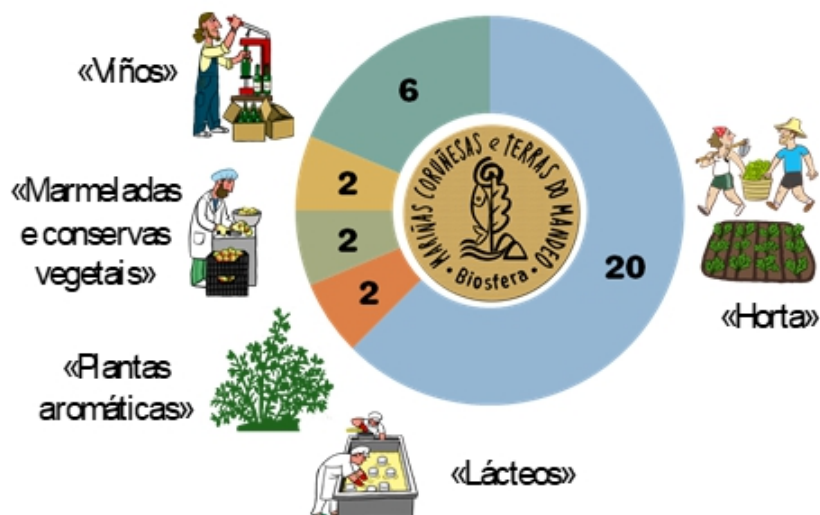 «Viños»
6
«Marmeladas
e conservas
vegetais»
2
2
2
20
MARIÑAS CORUÑESAS e TERRAS DO MANDEO
• Biosfera •
«Horta»
«Plantas
aromáticas»
«Lácteos»